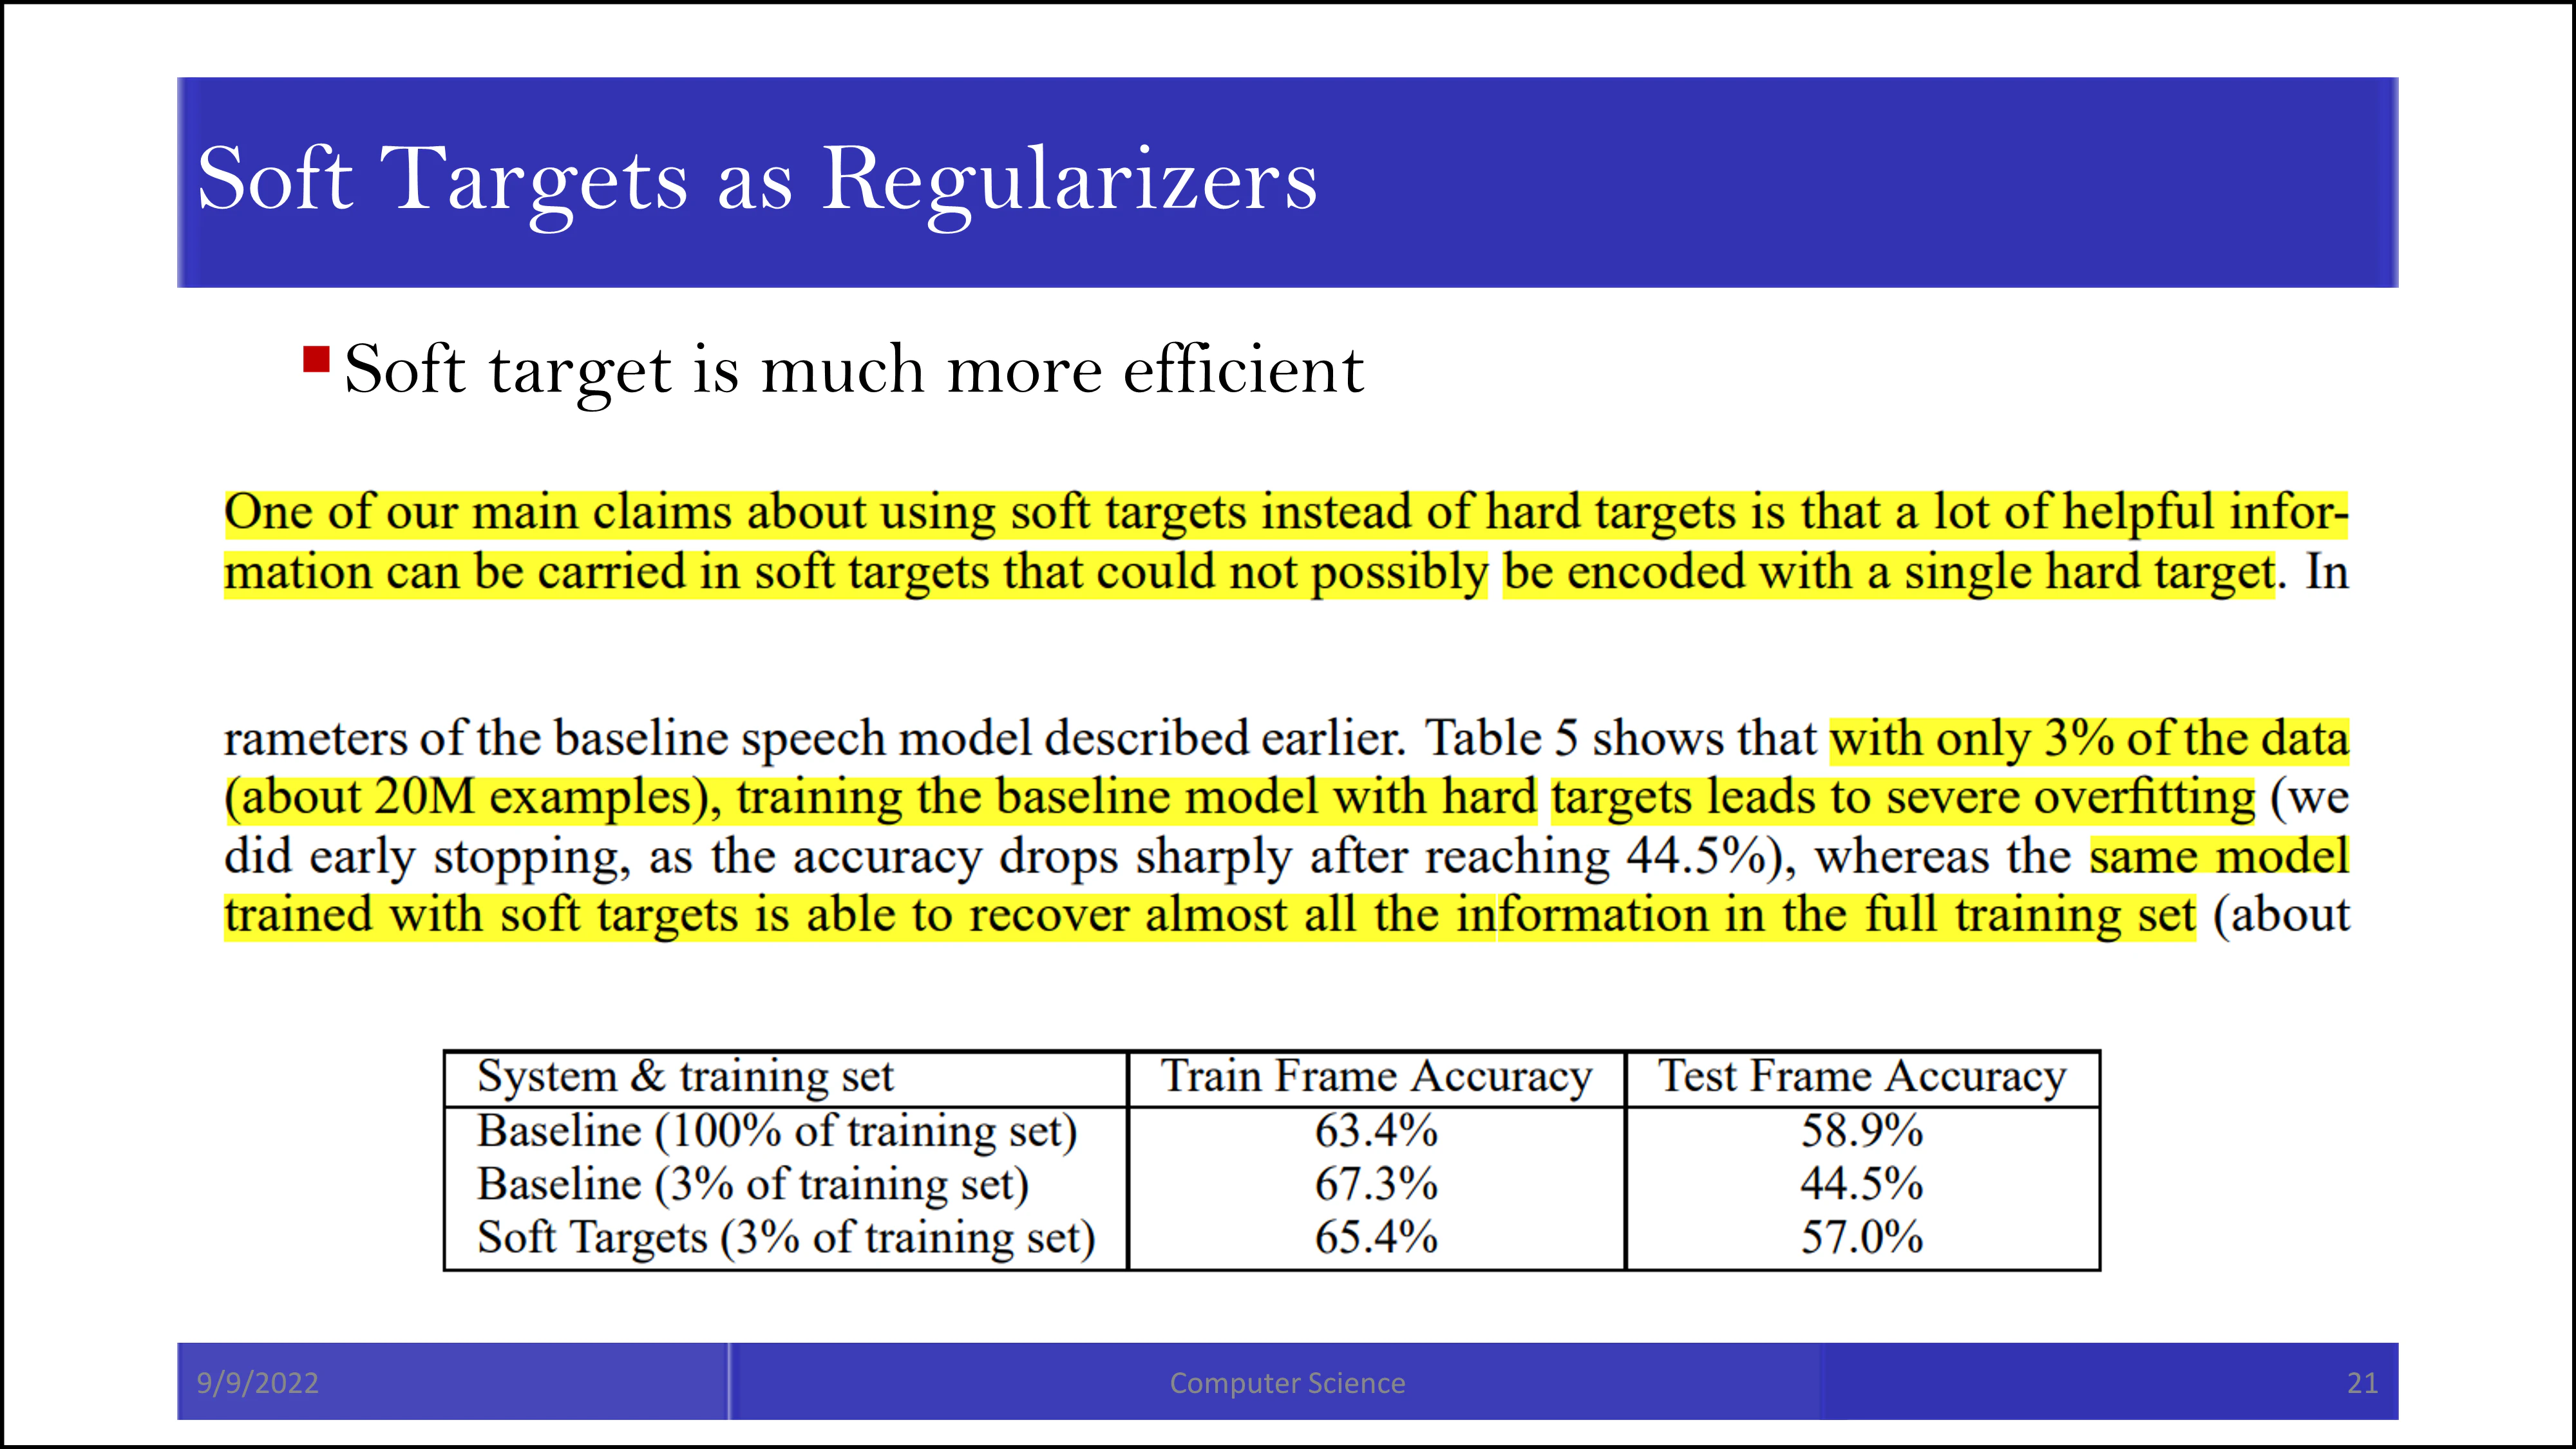 Soft Targets as Regularizers
Soft target is much more efficient
One of our main claims about using soft targets instead of hard targets is that a lot of helpful infor-
mation can be carried in soft targets that could not possibly be encoded with a single hard target. In
rameters of the baseline speech model described earlier. Table 5 shows that with only 3% of the data
(about 20M examples), training the baseline model with hard targets leads to severe overfitting (we
did early stopping, as the accuracy drops sharply after reaching 44.5%), whereas the same model
trained with soft targets is able to recover almost all the information in the full training set (about
System & training set Train Frame Accuracy Test Frame Accuracy
Baseline (100% of training set) 63.4% 58.9%
Baseline (3% of training set) 67.3% 44.5%
Soft Targets (3% of training set) 65.4% 57.0%
9/9/2022 Computer Science 21